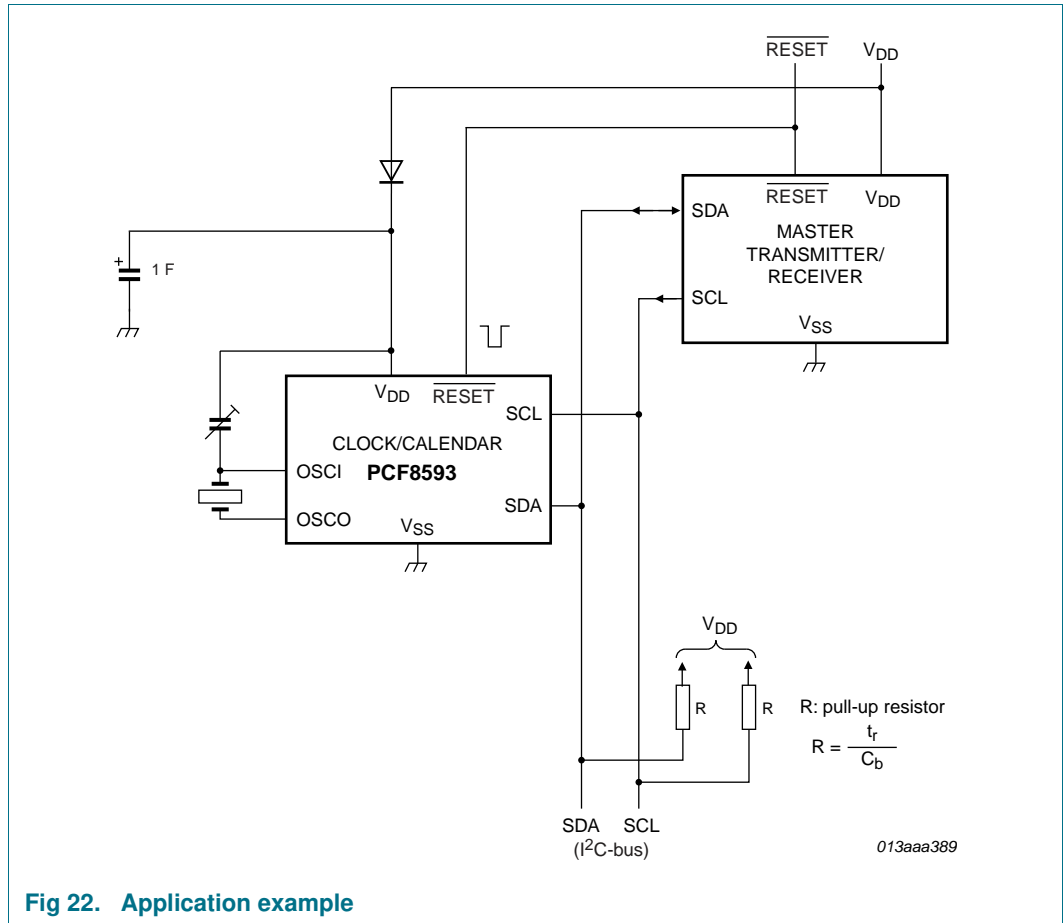 RESET VDD
RESET VDD
SDA
MASTER
TRANSMITTER/
RECEIVER
SCL
VSS
+ 1 F
VDD RESET
SCL
CLOCK/CALENDAR
OSCI PCF8593
SDA
OSCO
VSS
VDD
R R
R: pull-up resistor
R = tr / Cb
SDA SCL
(I2C-bus)
013aaa389
Fig 22. Application example